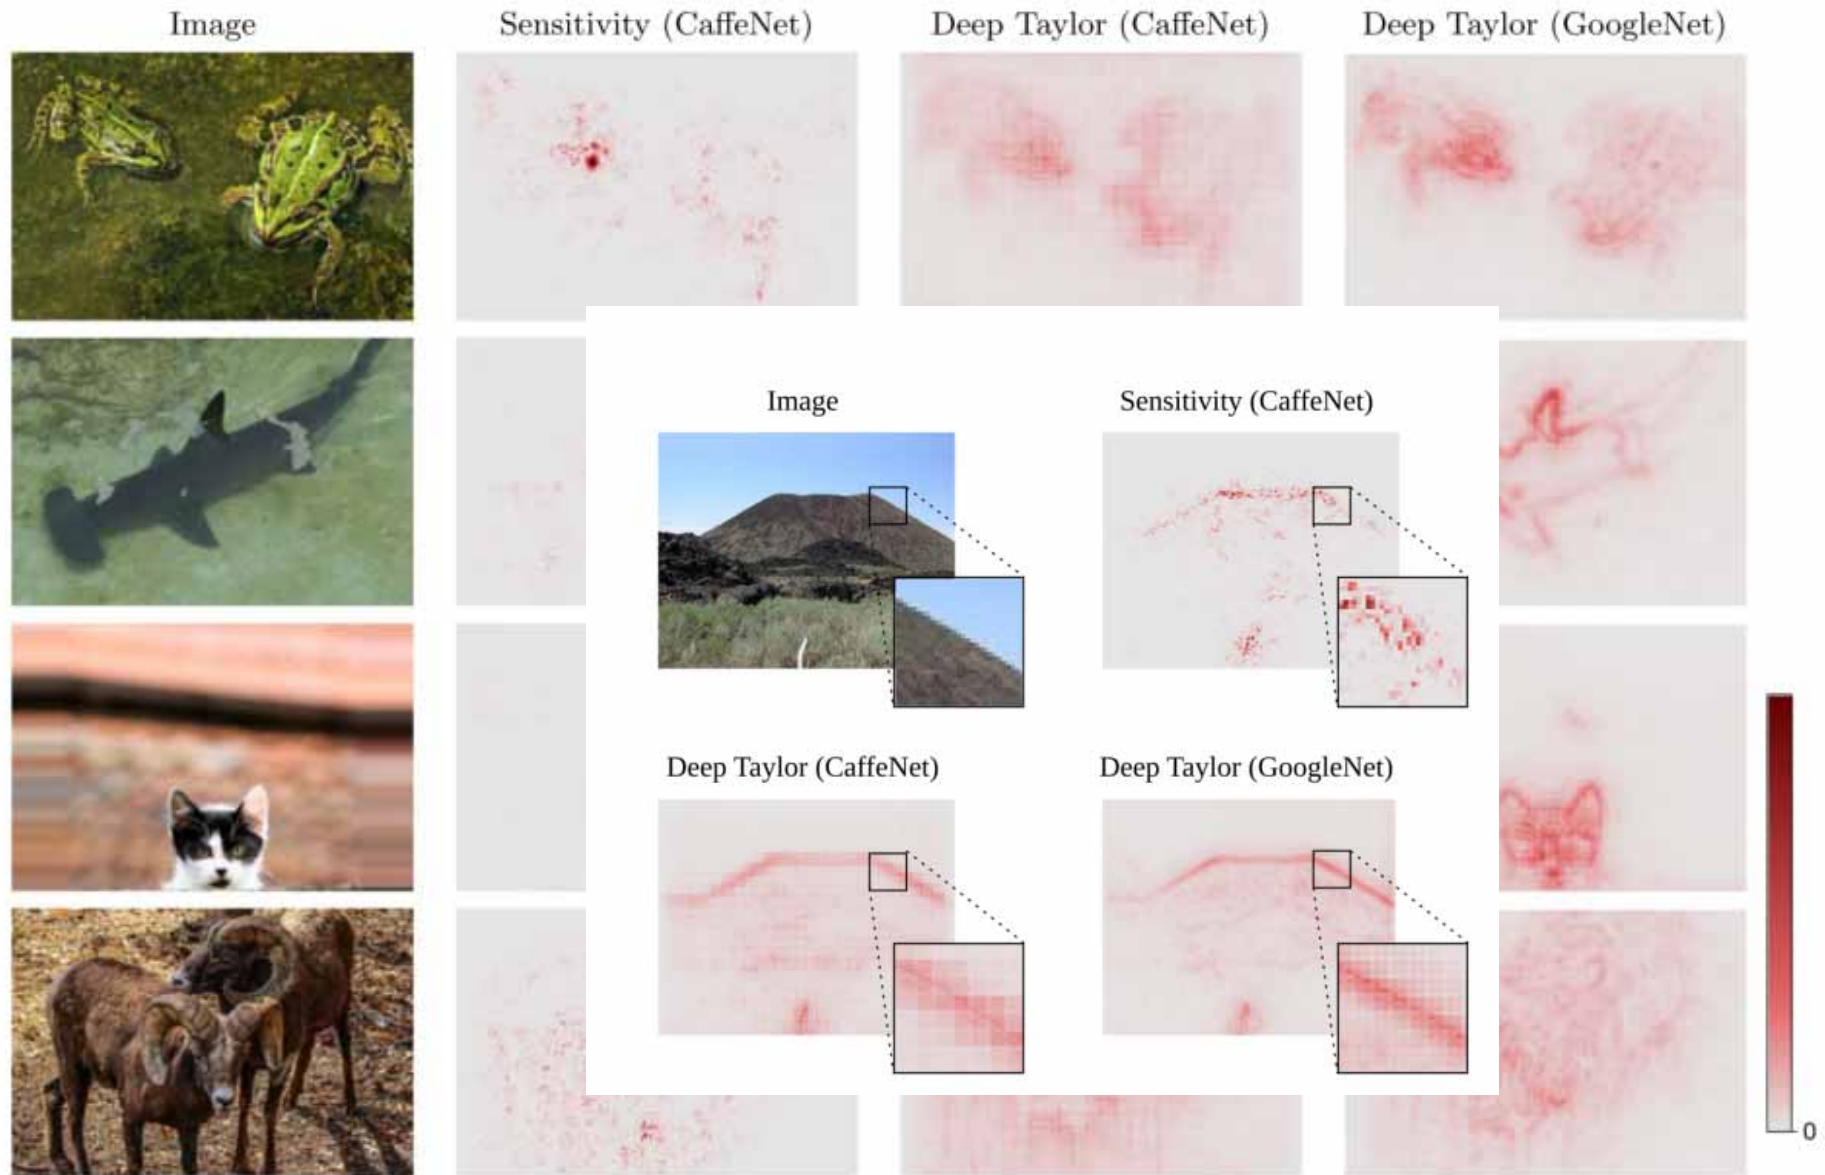 Image
Sensitivity (CaffeNet)
Deep Taylor (CaffeNet)
Deep Taylor (GoogleNet)
Image
Sensitivity (CaffeNet)
Deep Taylor (CaffeNet)
Deep Taylor (GoogleNet)
0